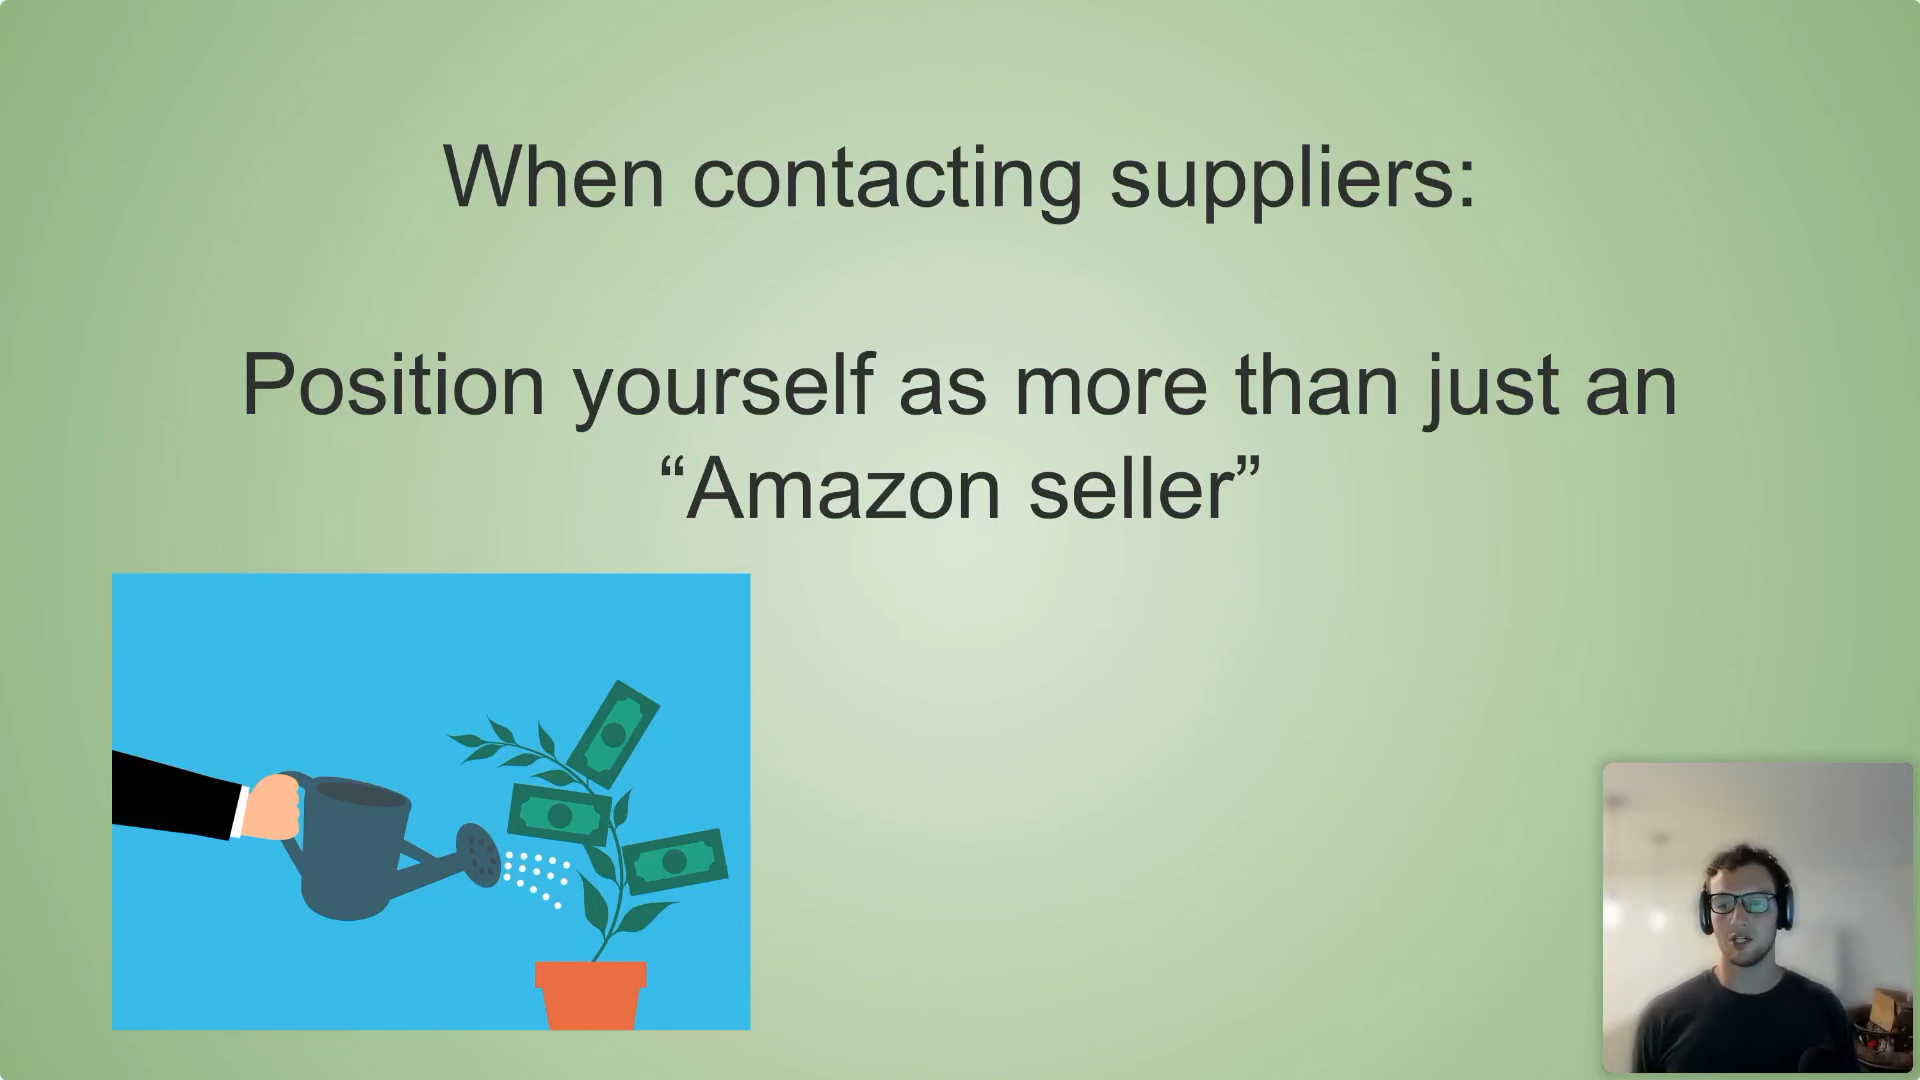 When contacting suppliers:
Position yourself as more than just an
“Amazon seller”